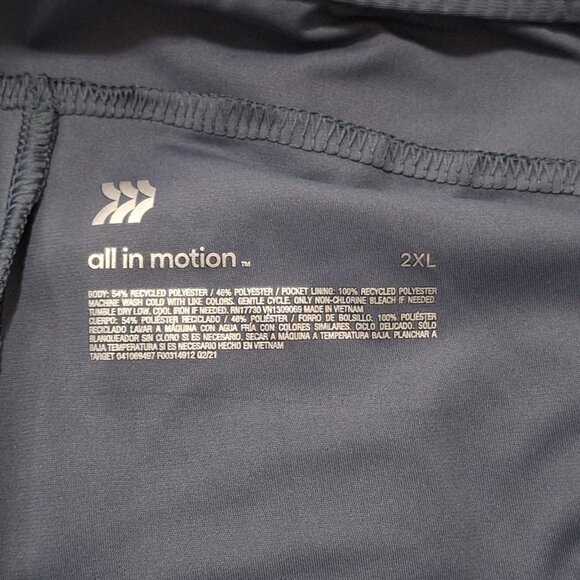 all in motion ™ 2XL
BODY: 54% RECYCLED POLYESTER / 46% POLYESTER / POCKET LINING: 100% RECYCLED POLYESTER
MACHINE WASH COLD WITH LIKE COLORS. GENTLE CYCLE. ONLY NON-CHLORINE BLEACH IF NEEDED.
TUMBLE DRY LOW. COOL IRON IF NEEDED. RN17730 VN1309069 MADE IN VIETNAM
CUERPO: 54% POLIÉSTER RECICLADO / 46% POLIÉSTER / FORRO DE BOLSILLO: 100% POLIÉSTER
RECICLADO LAVAR A MÁQUINA CON AGUA FRÍA CON COLORES SIMILARES. CICLO DELICADO. SÓLO
BLANQUEADOR SIN CLORO SI ES NECESARIO. SECAR A MÁQUINA A TEMPERATURA BAJA. PLANCHAR A
BAJA TEMPERATURA SI ES NECESARIO HECHO EN VIETNAM
TARGET 041069497 F00314912 02/21